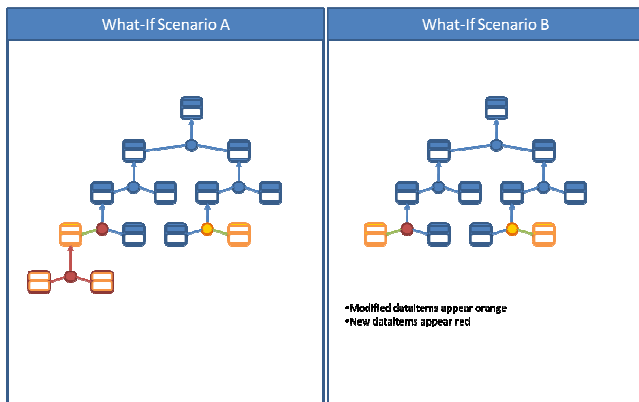 What-If Scenario A
What-If Scenario B
•Modified dataItems appear orange
•New dataItems appear red